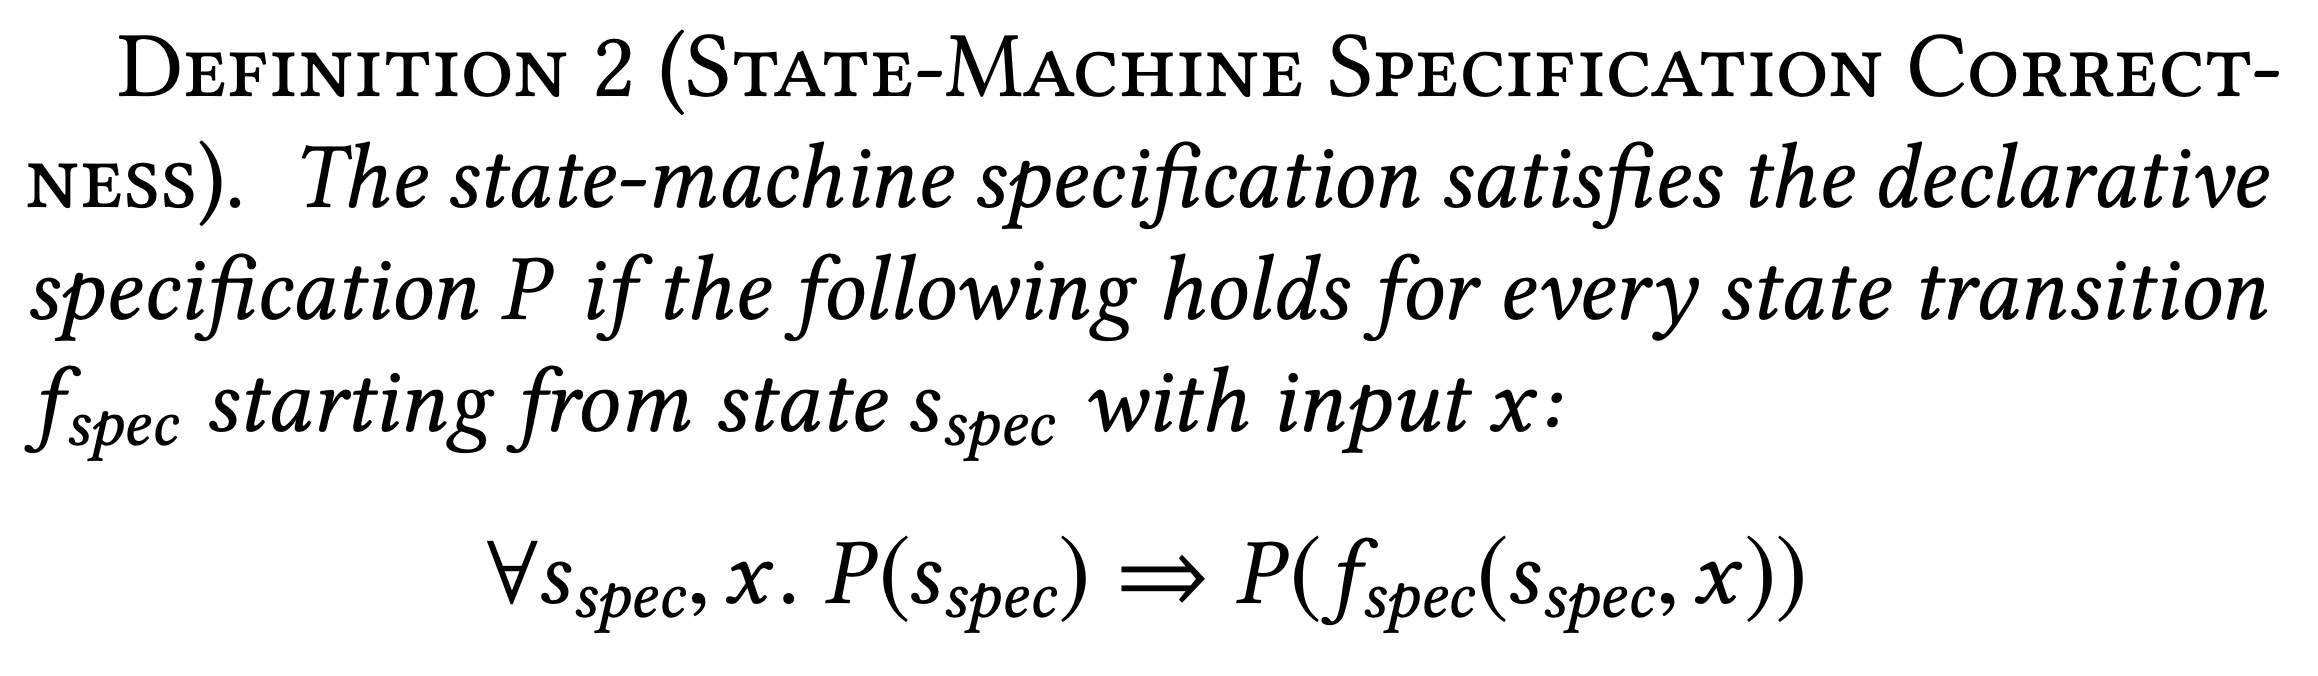 Definition 2 (State-Machine Specification Correct-
ness). The state-machine specification satisfies the declarative
specification P if the following holds for every state transition
f_spec starting from state s_spec with input x:
∀s_spec, x. P(s_spec) ⇒ P(f_spec(s_spec, x))